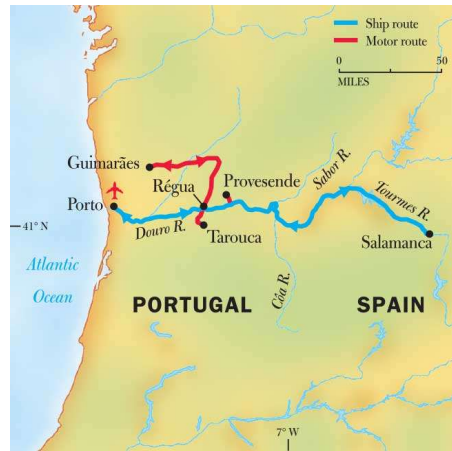 Ship route
Motor route
0
50
MILES
Guimarães
Sabor R.
Régua
Provesende
Tourmes R.
Porto
41° N
Douro R.
Tarouca
Salamanca
Atlantic
Ocean
Côa R.
PORTUGAL
SPAIN
7° W